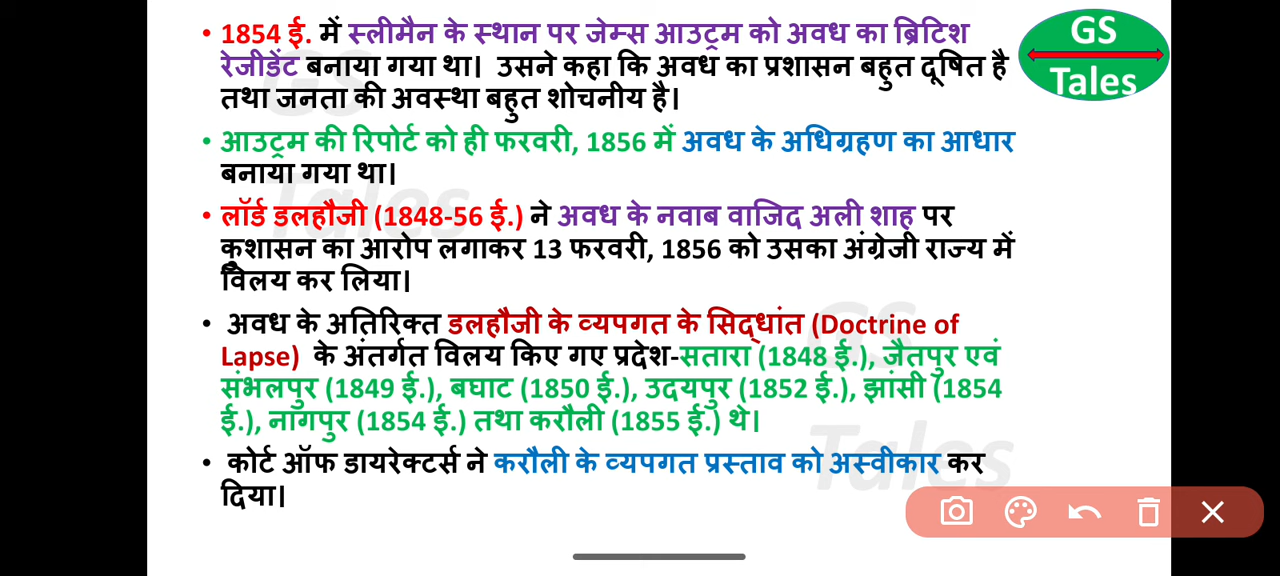 • 1854 ई. में स्लीमैन के स्थान पर जेम्स आउट्रम को अवध का ब्रिटिश
रेजीडेंट बनाया गया था। उसने कहा कि अवध का प्रशासन बहुत दूषित है
तथा जनता की अवस्था बहुत शोचनीय है।
• आउट्रम की रिपोर्ट को ही फरवरी, 1856 में अवध के अधिग्रहण का आधार
बनाया गया था।
• लॉर्ड डलहौजी (1848-56 ई.) ने अवध के नवाब वाजिद अली शाह पर
कुशासन का आरोप लगाकर 13 फरवरी, 1856 को उसका अंग्रेजी राज्य में
विलय कर लिया।
• अवध के अतिरिक्त डलहौजी के व्यपगत के सिद्धांत (Doctrine of
Lapse) के अंतर्गत विलय किए गए प्रदेश-सतारा (1848 ई.), जैतपुर एवं
संभलपुर (1849 ई.), बघाट (1850 ई.), उदयपुर (1852 ई.), झांसी (1854
ई.), नागपुर (1854 ई.) तथा करौली (1855 ई.) थे।
• कोर्ट ऑफ डायरेक्टर्स ने करौली के व्यपगत प्रस्ताव को अस्वीकार कर
दिया।
GS
Tales
GS
Tales
GS
Tales